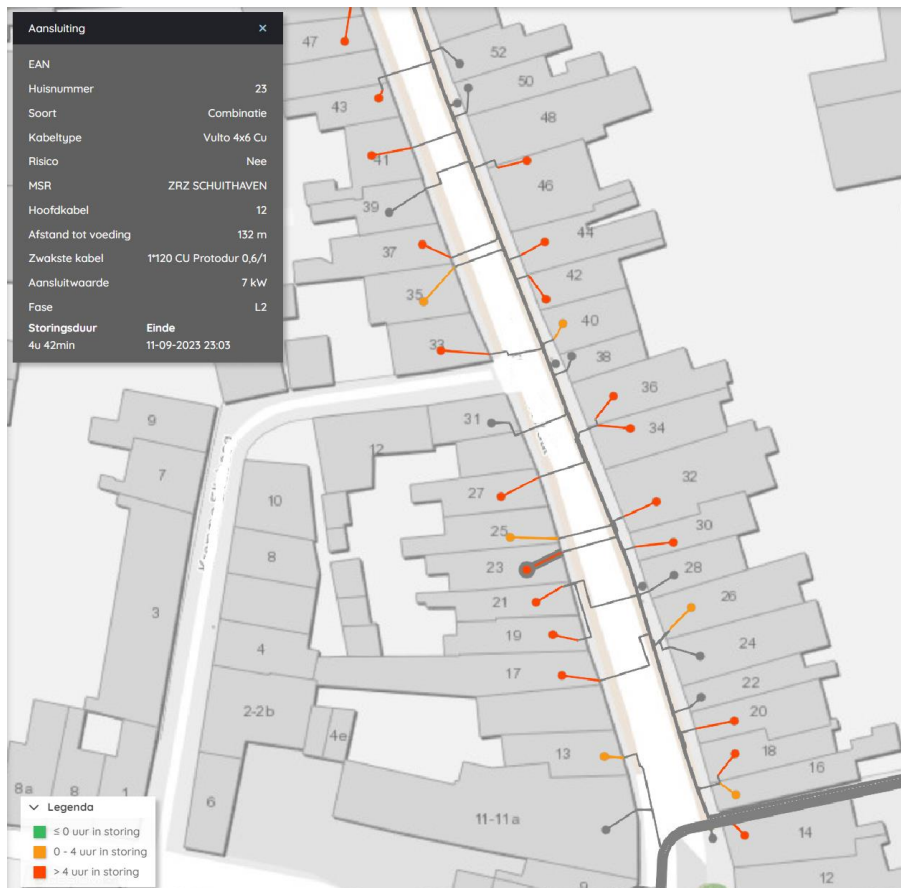 Aansluiting ×
EAN
Huisnummer 23
Soort Combinatie
Kabeltype Vulto 4x6 Cu
Risico Nee
MSR ZRZ SCHUITHAVEN
Hoofdkabel 12
Afstand tot voeding 132 m
Zwakste kabel 1*120 CU Protodur 0,6/1
Aansluitwaarde 7 kW
Fase L2
Storingsduur Einde
4u 42min 11-09-2023 23:03
47
52
50
43
48
41
46
39
44
37
42
35
40
33
38
36
31
34
9
12
7
32
27
10
30
25
8
23
28
21
26
3
19
24
4
17
22
20
2-2b
18
4e
13
16
8a
8
1
6
11-11a
14
9
12
Legenda
≤ 0 uur in storing
0 - 4 uur in storing
> 4 uur in storing